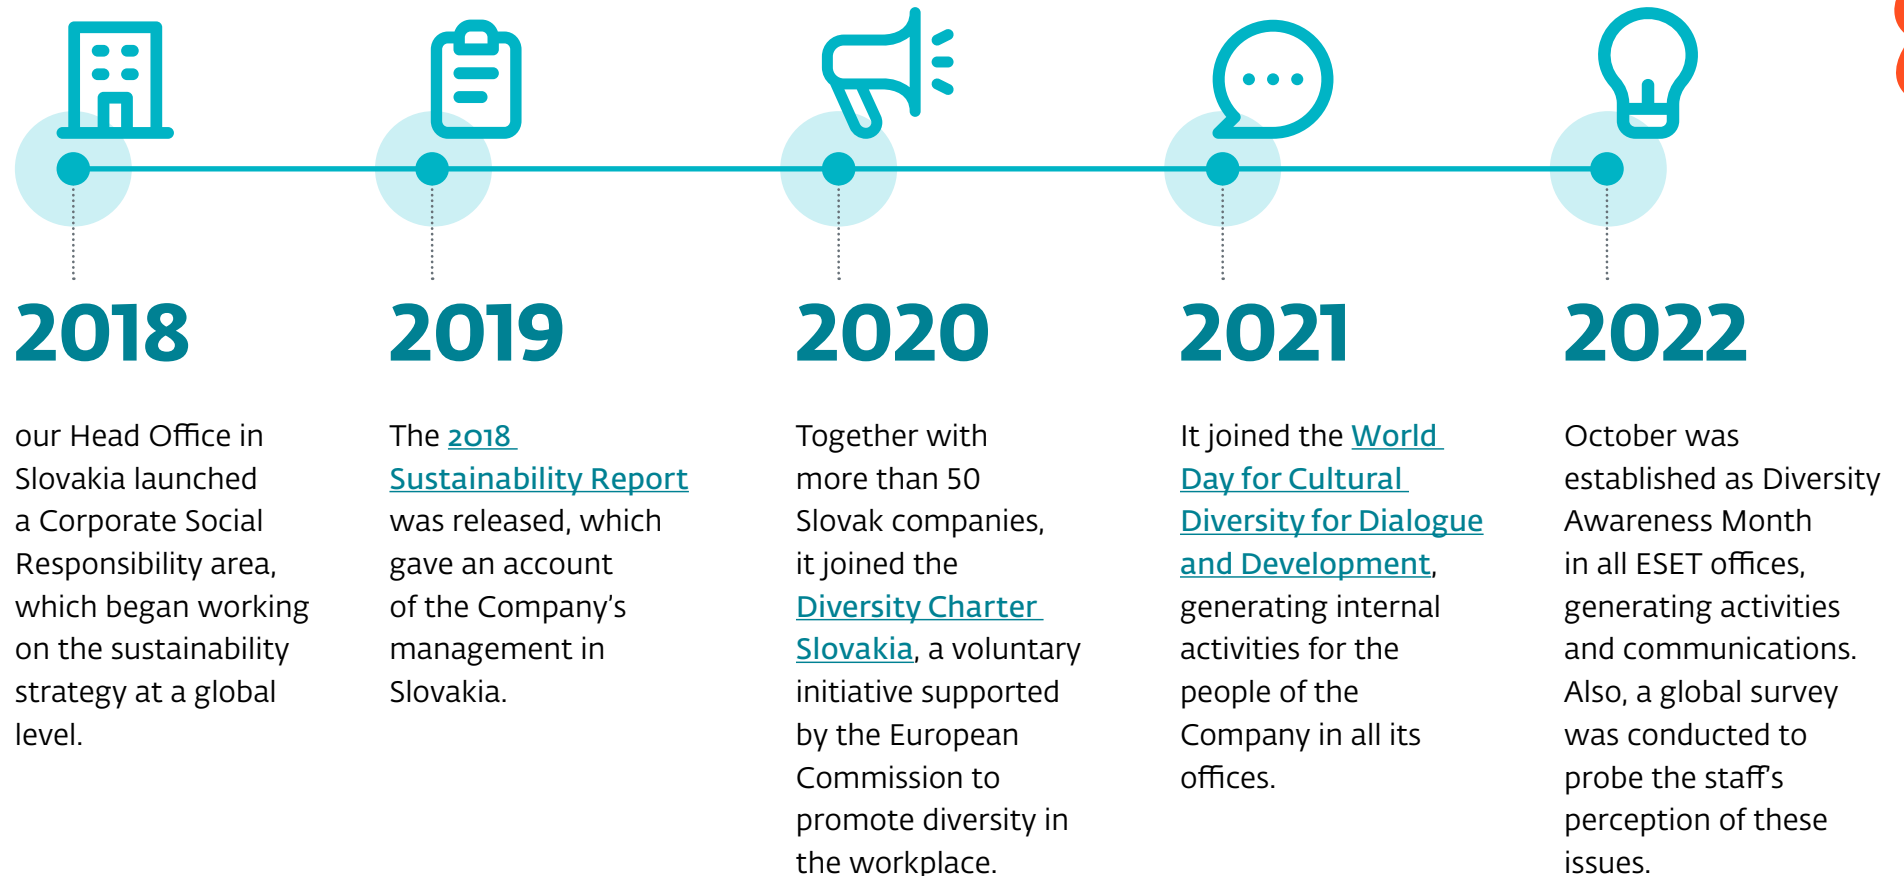 2018
our Head Office in
Slovakia launched
a Corporate Social
Responsibility area,
which began working
on the sustainability
strategy at a global
level.
2019
The 2018
Sustainability Report
was released, which
gave an account
of the Company's
management in
Slovakia.
2020
Together with
more than 50
Slovak companies,
it joined the
Diversity Charter
Slovakia, a voluntary
initiative supported
by the European
Commission to
promote diversity in
the workplace.
2021
It joined the World
Day for Cultural
Diversity for Dialogue
and Development,
generating internal
activities for the
people of the
Company in all its
offices.
2022
October was
established as Diversity
Awareness Month
in all ESET offices,
generating activities
and communications.
Also, a global survey
was conducted to
probe the staff's
perception of these
issues.